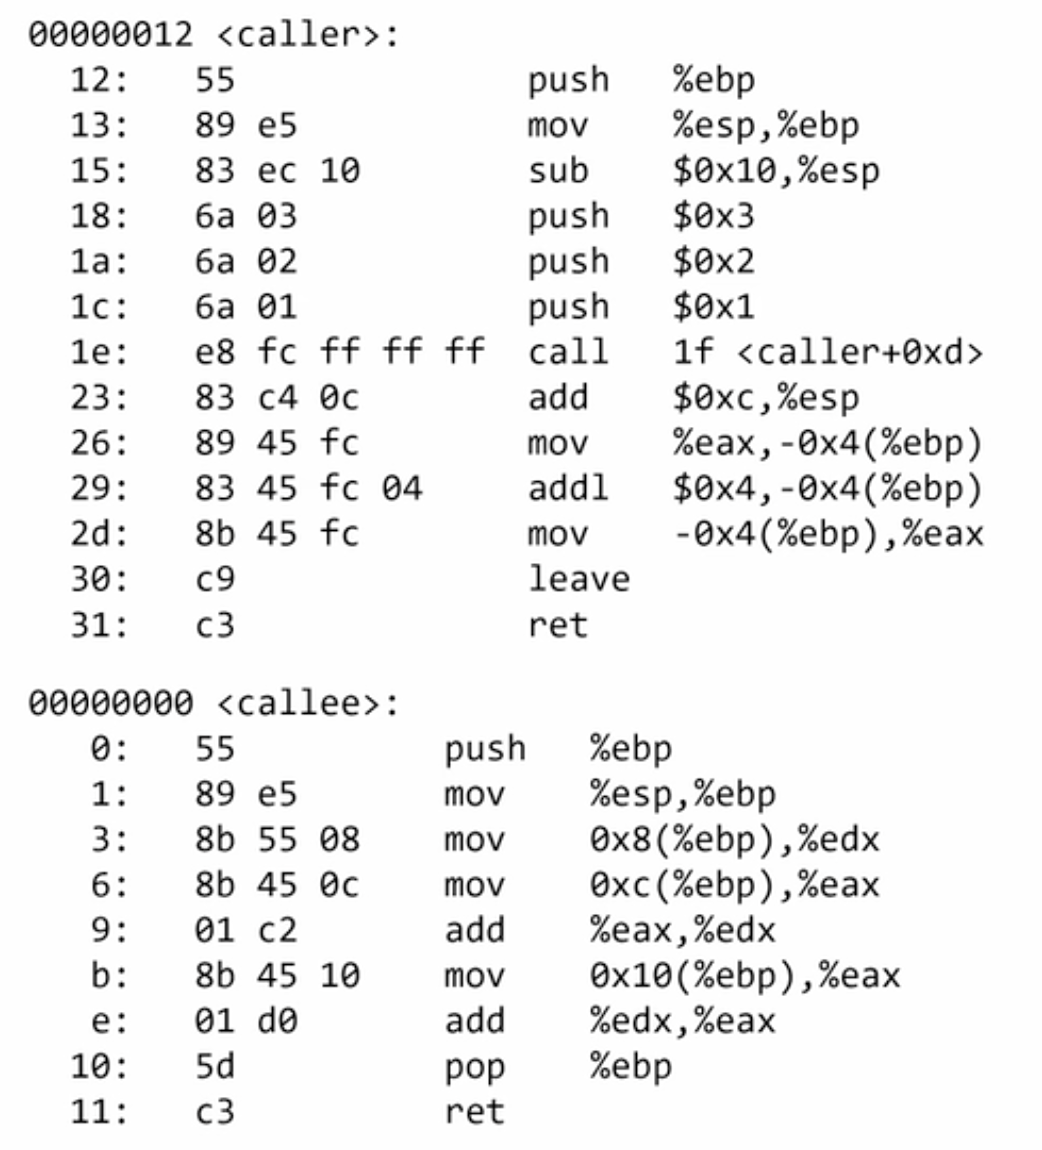 00000012 <caller>:
12: 55 push %ebp
13: 89 e5 mov %esp,%ebp
15: 83 ec 10 sub $0x10,%esp
18: 6a 03 push $0x3
1a: 6a 02 push $0x2
1c: 6a 01 push $0x1
1e: e8 fc ff ff ff call 1f <caller+0xd>
23: 83 c4 0c add $0xc,%esp
26: 89 45 fc mov %eax,-0x4(%ebp)
29: 83 45 fc 04 addl $0x4,-0x4(%ebp)
2d: 8b 45 fc mov -0x4(%ebp),%eax
30: c9 leave
31: c3 ret
00000000 <callee>:
0: 55 push %ebp
1: 89 e5 mov %esp,%ebp
3: 8b 55 08 mov 0x8(%ebp),%edx
6: 8b 45 0c mov 0xc(%ebp),%eax
9: 01 c2 add %eax,%edx
b: 8b 45 10 mov 0x10(%ebp),%eax
e: 01 d0 add %edx,%eax
10: 5d pop %ebp
11: c3 ret